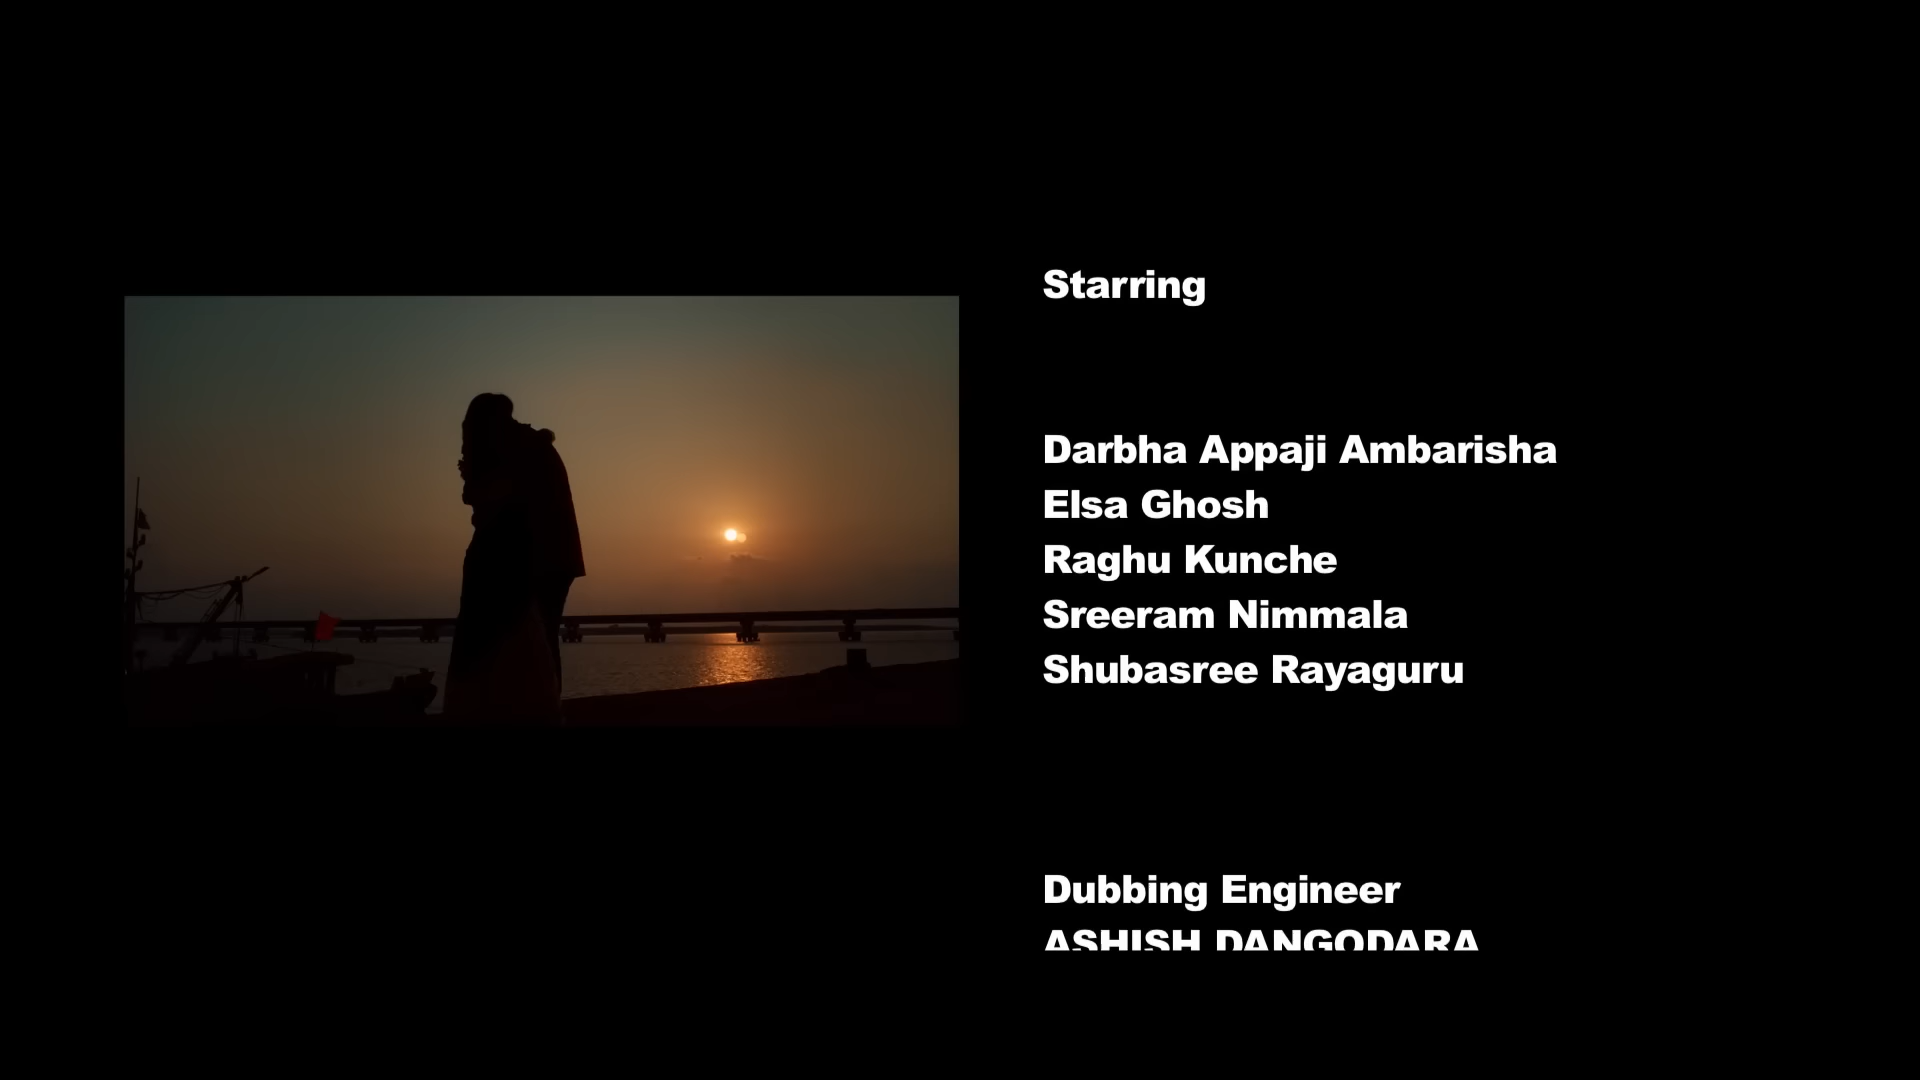 Starring
Darbha Appaji Ambarisha
Elsa Ghosh
Raghu Kunche
Sreeram Nimmala
Shubasree Rayaguru
Dubbing Engineer
ASHISH DANGODARA